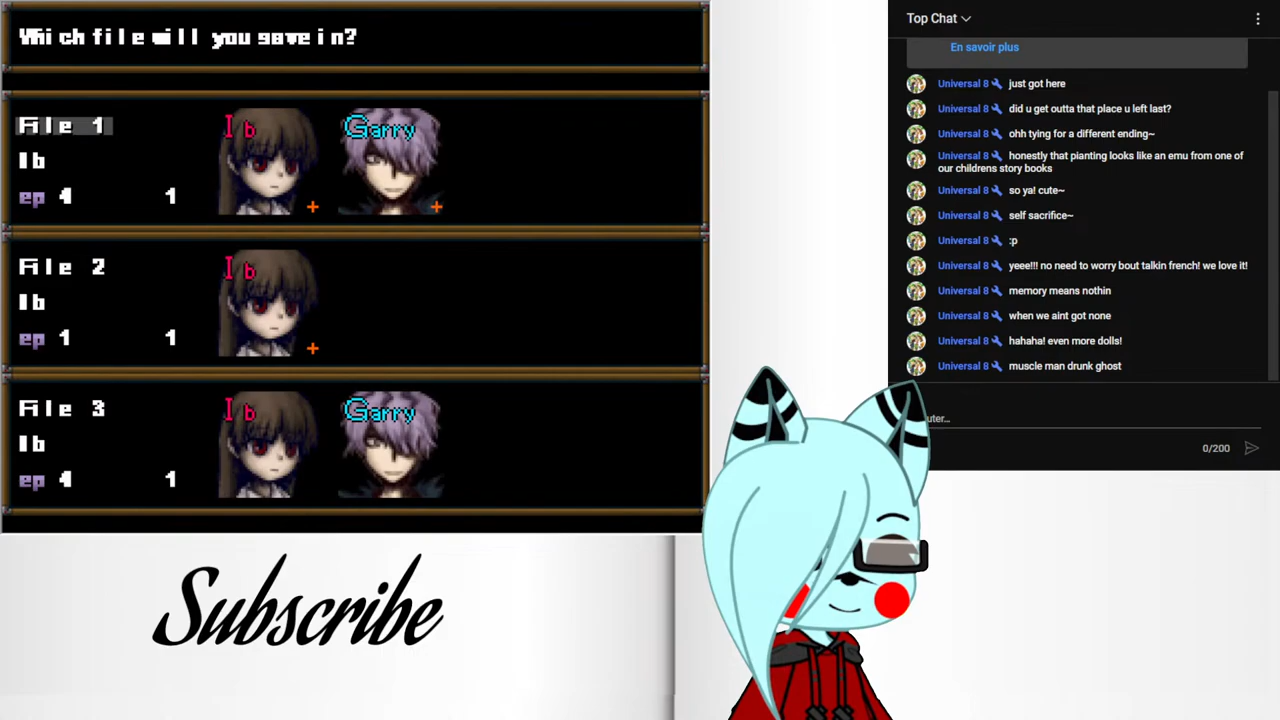 Which file will you save in?
File 1
Ib
ep 4 1
Ib
Garry
File 2
Ib
ep 1 1
Ib
File 3
Ib
ep 4 1
Ib
Garry
Subscribe
Top Chat
En savoir plus
Universal 8 just got here
Universal 8 did u get outta that place u left last?
Universal 8 ohh tying for a different ending~
Universal 8 honestly that pianting looks like an emu from one of
our childrens story books
Universal 8 so ya! cute~
Universal 8 self sacrifice~
Universal 8 :p
Universal 8 yeee!!! no need to worry bout talkin french! we love it!
Universal 8 memory means nothin
Universal 8 when we aint got none
Universal 8 hahaha! even more dolls!
Universal 8 muscle man drunk ghost
uter...
0/200